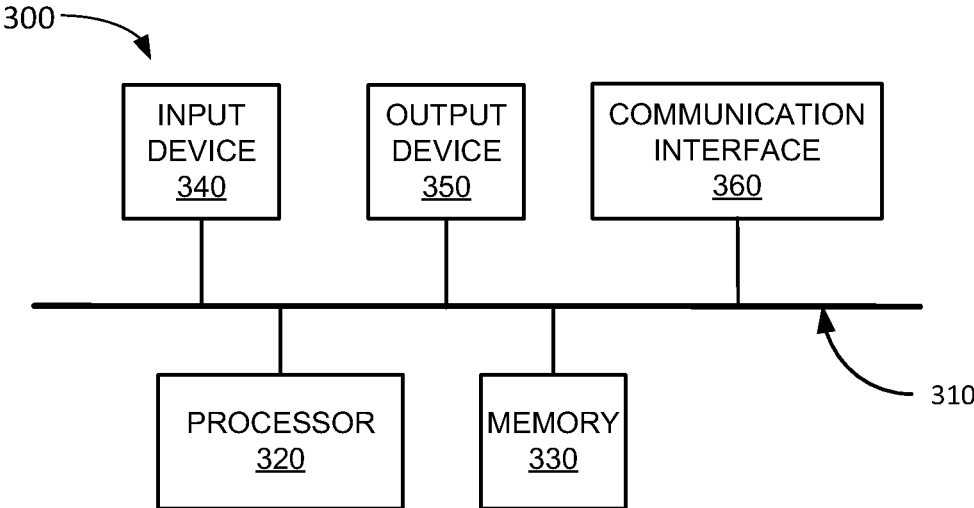 300
INPUT
DEVICE
340
OUTPUT
DEVICE
350
COMMUNICATION
INTERFACE
360
310
PROCESSOR
320
MEMORY
330